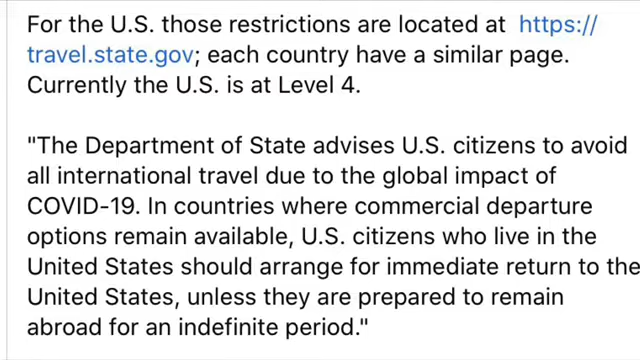 For the U.S. those restrictions are located at https://
travel.state.gov; each country have a similar page.
Currently the U.S. is at Level 4.
"The Department of State advises U.S. citizens to avoid
all international travel due to the global impact of
COVID-19. In countries where commercial departure
options remain available, U.S. citizens who live in the
United States should arrange for immediate return to the
United States, unless they are prepared to remain
abroad for an indefinite period."